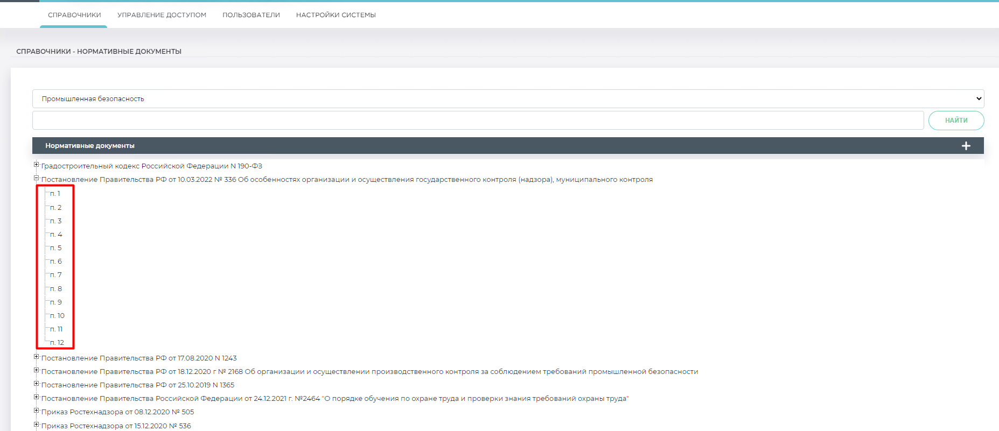 СПРАВОЧНИКИ УПРАВЛЕНИЕ ДОСТУПОМ ПОЛЬЗОВАТЕЛИ НАСТРОЙКИ СИСТЕМЫ
СПРАВОЧНИКИ - НОРМАТИВНЫЕ ДОКУМЕНТЫ
Промышленная безопасность
НАЙТИ
Нормативные документы
Градостроительный кодекс Российской Федерации N 190-ФЗ
Постановление Правительства РФ от 10.03.2022 № 336 Об особенностях организации и осуществления государственного контроля (надзора), муниципального контроля
п. 1
п. 2
п. 3
п. 4
п. 5
п. 6
п. 7
п. 8
п. 9
п. 10
п. 11
п. 12
Постановление Правительства РФ от 17.08.2020 N 1243
Постановление Правительства РФ от 18.12.2020 г № 2168 Об организации и осуществлении производственного контроля за соблюдением требований промышленной безопасности
Постановление Правительства РФ от 25.10.2019 N 1365
Постановление Правительства Российской Федерации от 24.12.2021 г. №2464 "О порядке обучения по охране труда и проверки знания требований охраны труда"
Приказ Ростехнадзора от 08.12.2020 № 505
Приказ Ростехнадзора от 15.12.2020 № 536